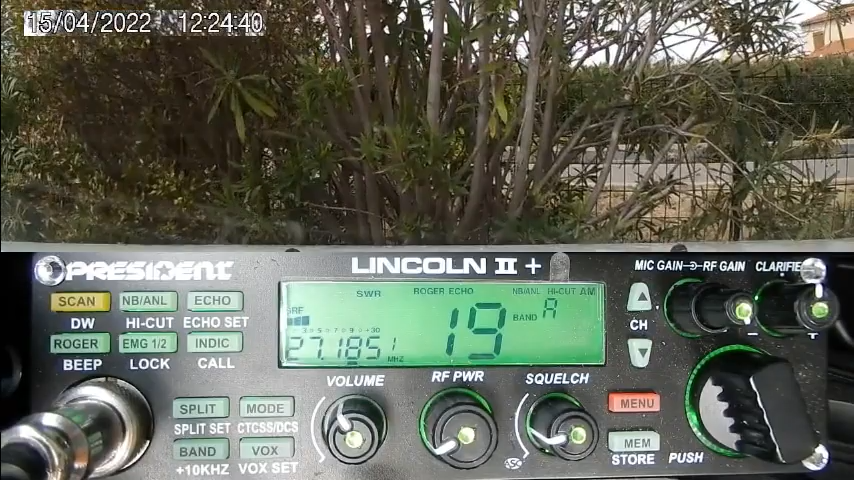 15/04/2022 12:24:40
PRESIDENT LINCOLN II +
MIC GAIN RF GAIN CLARIFIER
SCAN NB/ANL ECHO
DW HI-CUT ECHO SET
ROGER EMG 1/2 INDIC
BEEP LOCK CALL
SWR ROGER ECHO NB/ANL HI-CUT AM
19 BAND A
27.185 MHZ
CH
VOLUME RF PWR SQUELCH
SPLIT MODE
SPLIT SET CTCSS/DCS
BAND VOX
+10KHZ VOX SET
ASC
MENU
MEM
STORE PUSH